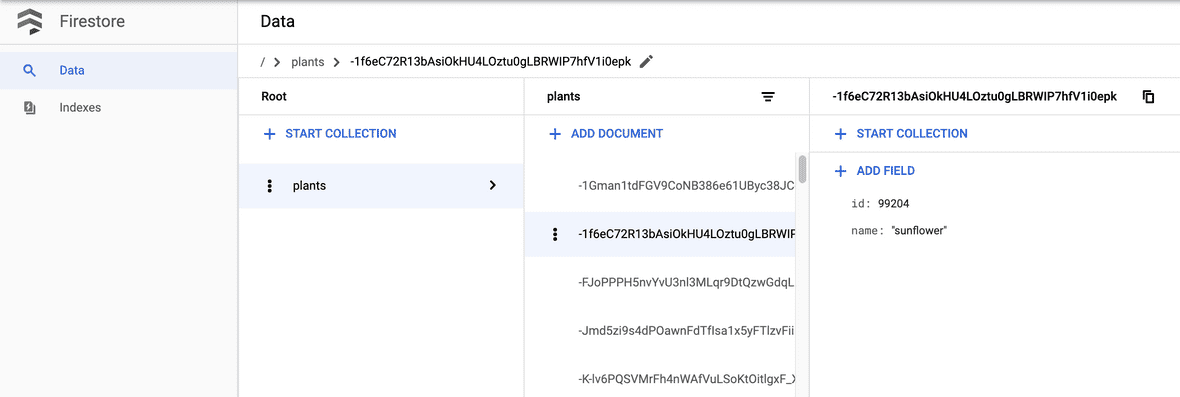 Firestore
Data
Indexes
Data
/ > plants > -1f6eC72R13bAsiOkHU4LOztu0gLBRWIP7hfV1i0epk
Root
+ START COLLECTION
plants
plants
+ ADD DOCUMENT
-1Gman1tdFGV9CoNB386e61UByc38JC
-1f6eC72R13bAsiOkHU4LOztu0gLBRWIP
-FJoPPPH5nvYvU3nl3MLqr9DtQzwGdqL
-Jmd5zi9s4dPOawnFdTfIsa1x5yFTlzvFii
-K-lv6PQSVMrFh4nWAfVuLSoKtOitlgxF_X
-1f6eC72R13bAsiOkHU4LOztu0gLBRWIP7hfV1i0epk
+ START COLLECTION
+ ADD FIELD
id: 99204
name: "sunflower"